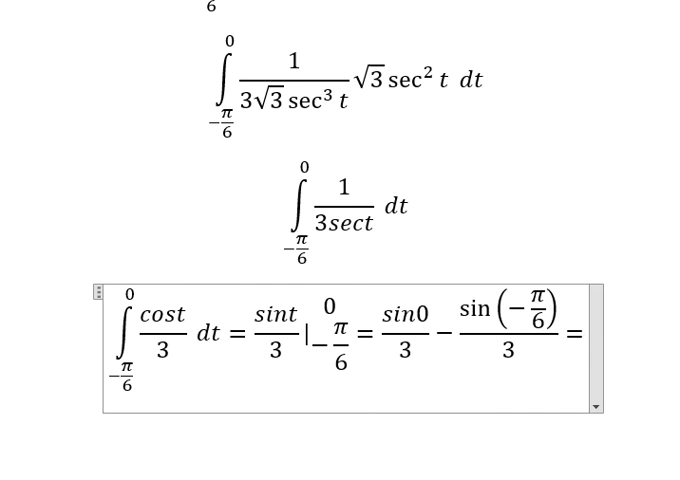 6
∫_{-π/6}^{0} 1/(3√3 sec³ t) √3 sec² t dt
∫_{-π/6}^{0} 1/(3sect) dt
∫_{-π/6}^{0} cost/3 dt = sint/3 |_{-π/6}^{0} = sin0/3 − sin(−π/6)/3 =